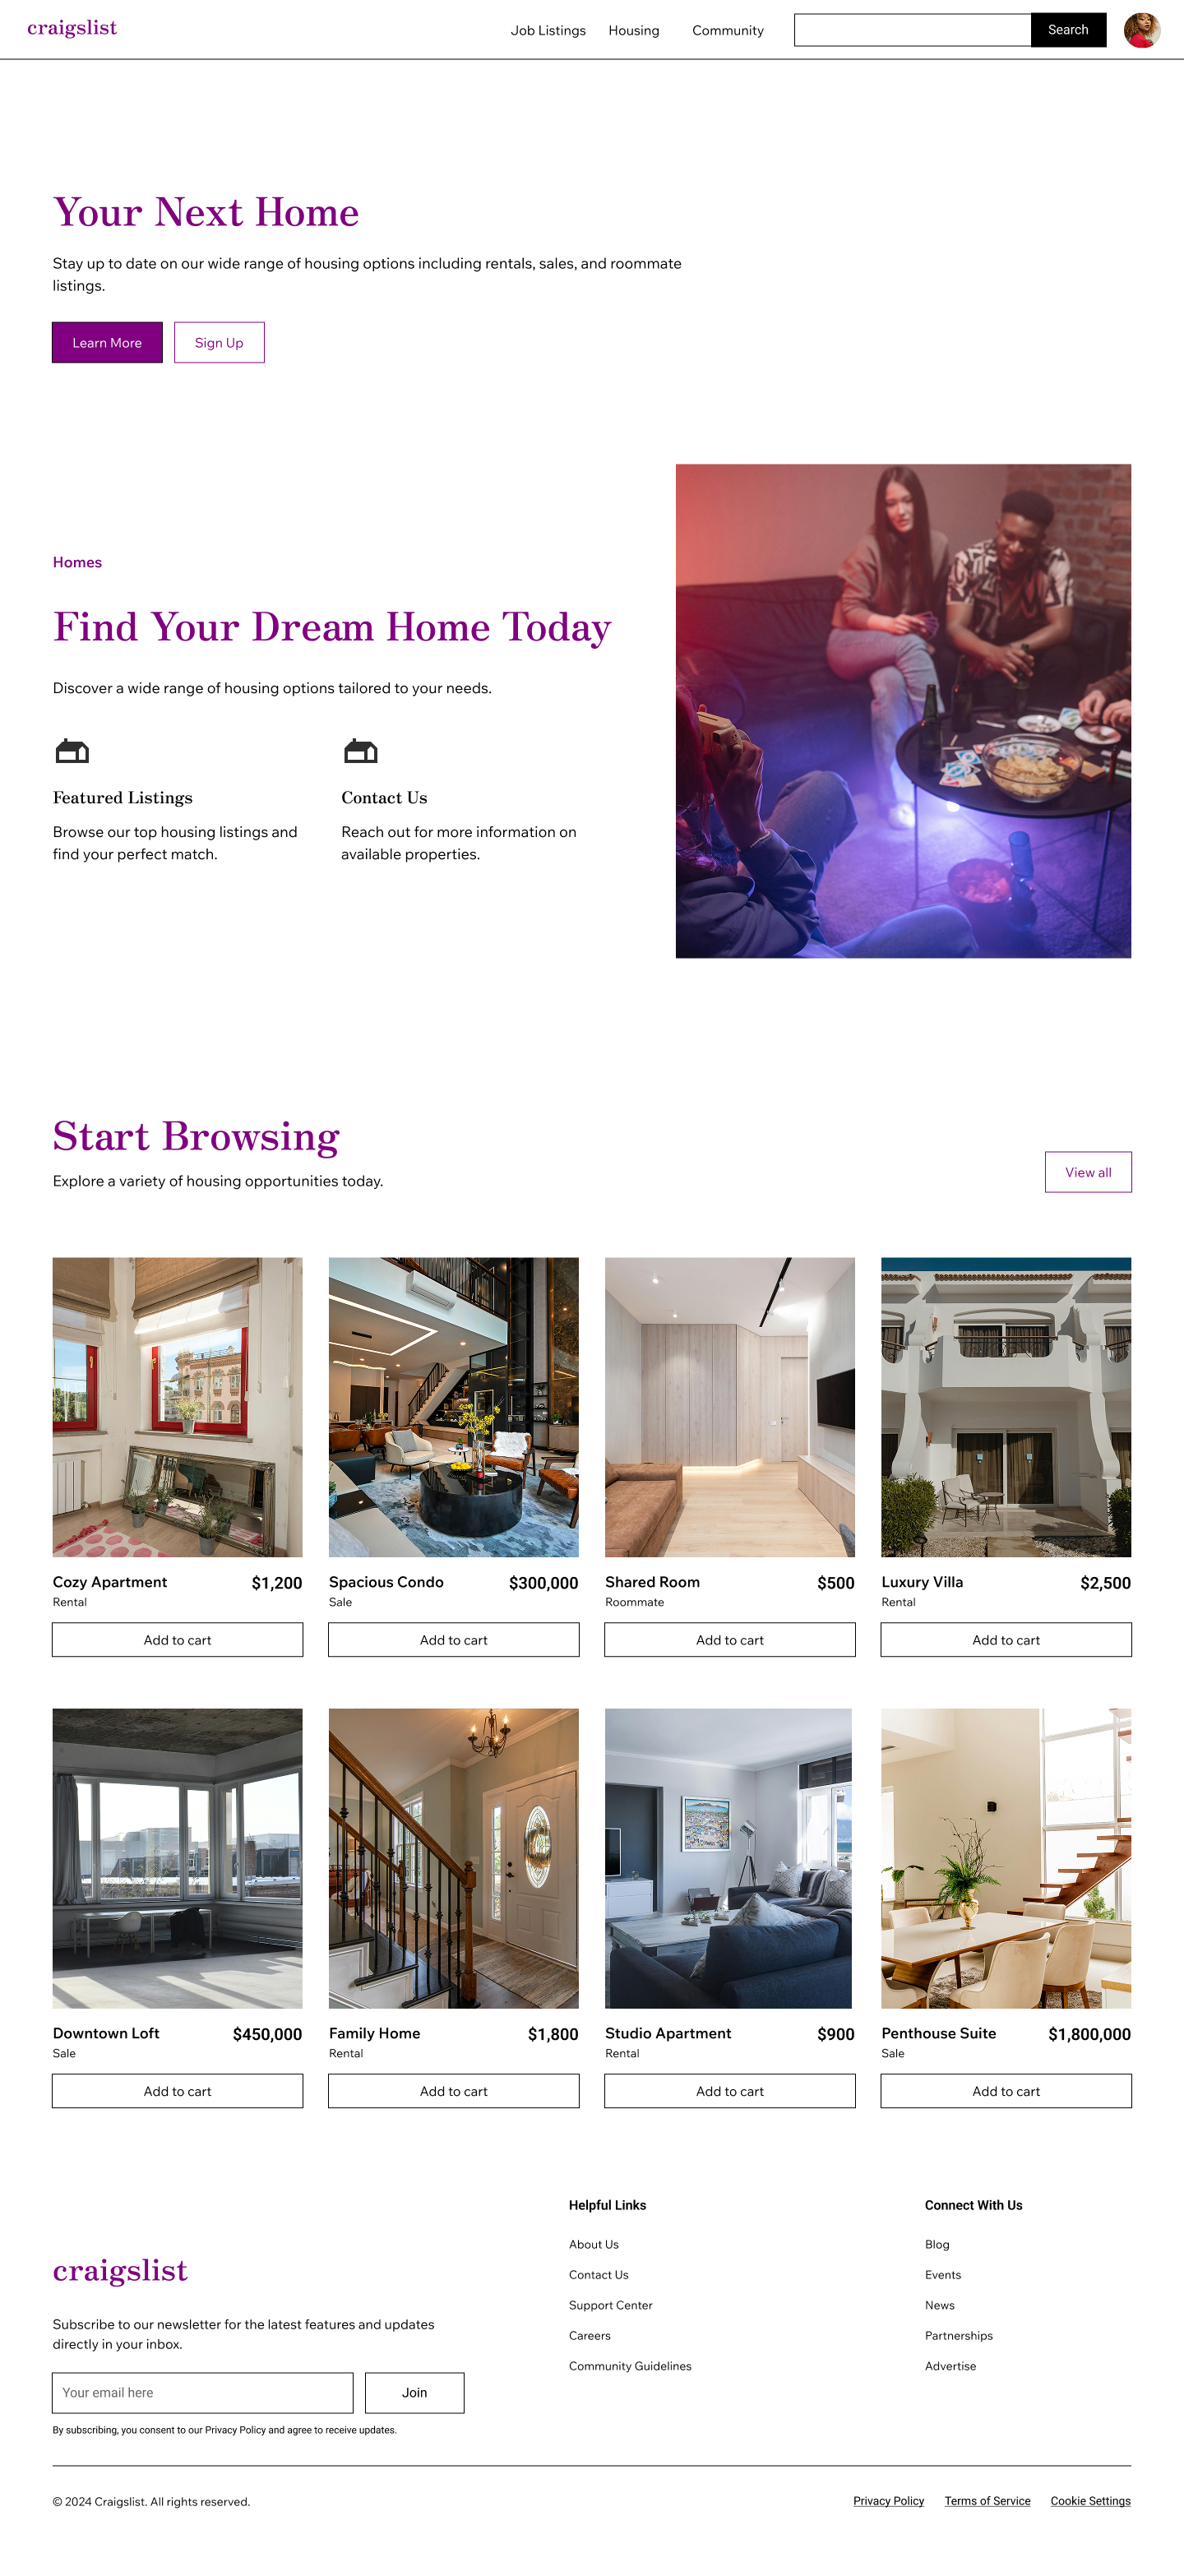 craigslist
Job Listings
Housing
Community
Search
Your Next Home
Stay up to date on our wide range of housing options including rentals, sales, and roommate
listings.
Learn More
Sign Up
Homes
Find Your Dream Home Today
Discover a wide range of housing options tailored to your needs.
Featured Listings
Browse our top housing listings and
find your perfect match.
Contact Us
Reach out for more information on
available properties.
Start Browsing
Explore a variety of housing opportunities today.
View all
Cozy Apartment
$1,200
Rental
Add to cart
Spacious Condo
$300,000
Sale
Add to cart
Shared Room
$500
Roommate
Add to cart
Luxury Villa
$2,500
Rental
Add to cart
Downtown Loft
$450,000
Sale
Add to cart
Family Home
$1,800
Rental
Add to cart
Studio Apartment
$900
Rental
Add to cart
Penthouse Suite
$1,800,000
Sale
Add to cart
craigslist
Subscribe to our newsletter for the latest features and updates
directly in your inbox.
Your email here
Join
By subscribing, you consent to our Privacy Policy and agree to receive updates.
Helpful Links
About Us
Contact Us
Support Center
Careers
Community Guidelines
Connect With Us
Blog
Events
News
Partnerships
Advertise
© 2024 Craigslist. All rights reserved.
Privacy Policy
Terms of Service
Cookie Settings